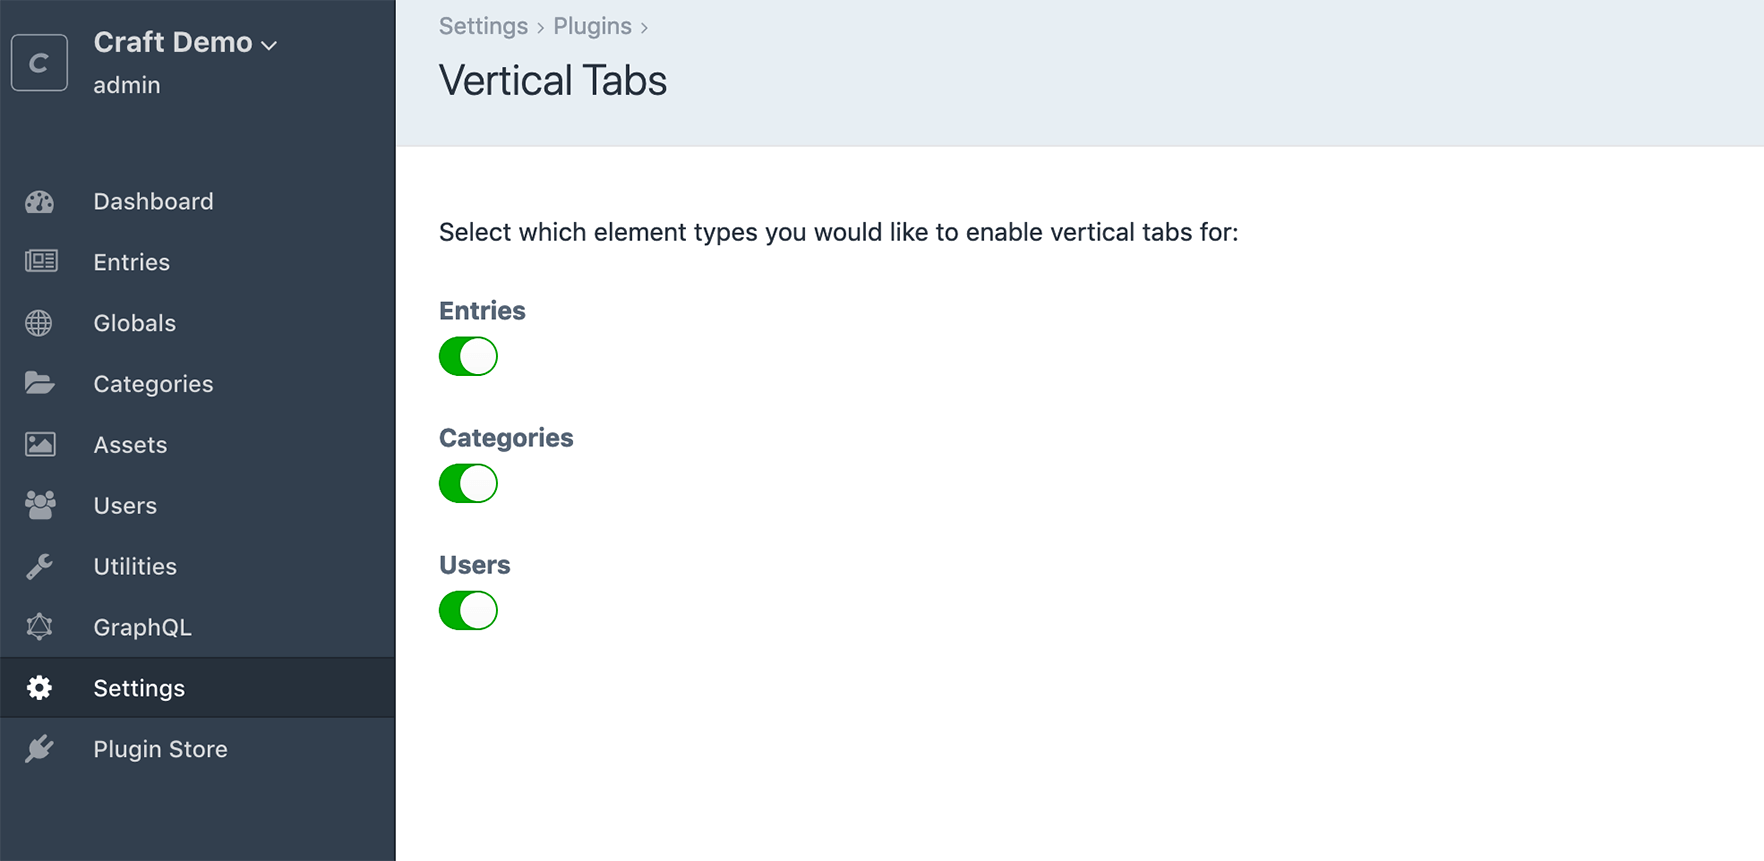 C
Craft Demo
admin
Dashboard
Entries
Globals
Categories
Assets
Users
Utilities
GraphQL
Settings
Plugin Store
Settings › Plugins ›
Vertical Tabs
Select which element types you would like to enable vertical tabs for:
Entries
Categories
Users